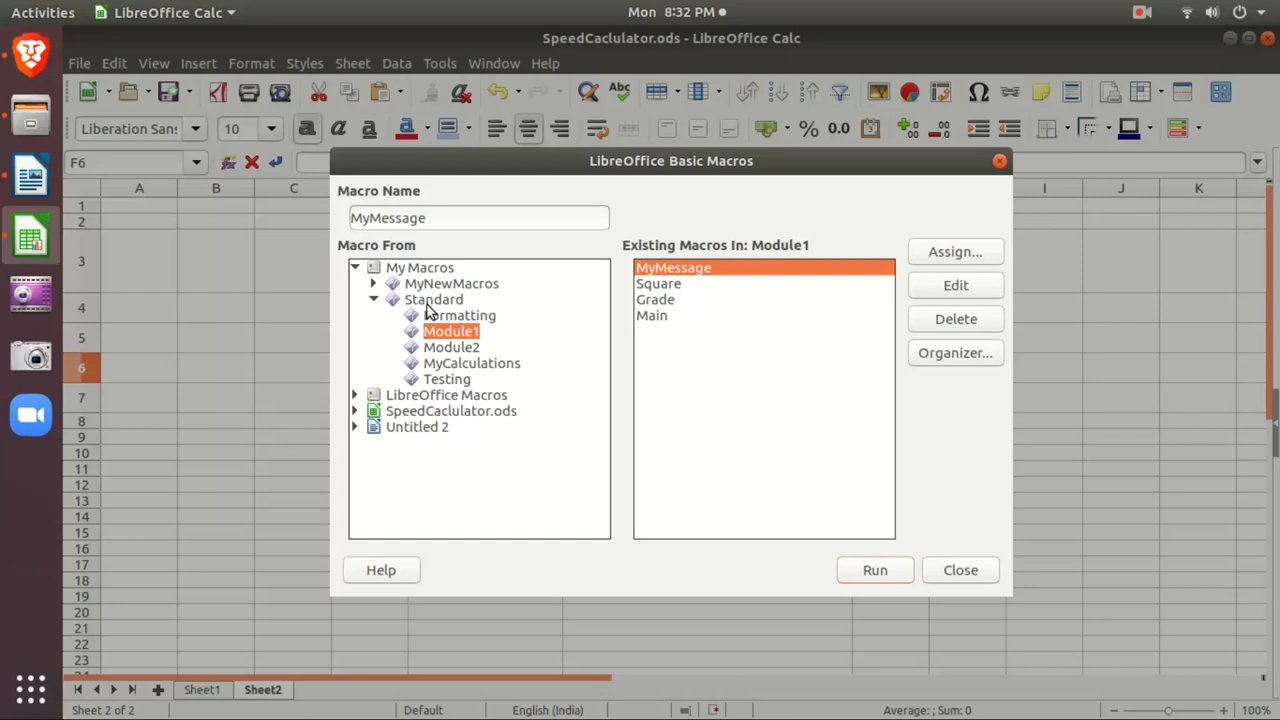 Activities
LibreOffice Calc
Mon 8:32 PM
SpeedCaclulator.ods - LibreOffice Calc
File Edit View Insert Format Styles Sheet Data Tools Window Help
Abc
Liberation Sans
10
a a a
% 0.0
F6
LibreOffice Basic Macros
A B C I J K
1
2
3
4
5
6
7
8
9
10
11
12
13
14
15
16
17
18
19
20
21
22
23
Macro Name
MyMessage
Macro From
My Macros
MyNewMacros
Standard
Formatting
Module1
Module2
MyCalculations
Testing
LibreOffice Macros
SpeedCaclulator.ods
Untitled 2
Existing Macros In: Module1
MyMessage
Square
Grade
Main
Assign...
Edit
Delete
Organizer...
Help
Run
Close
Sheet1 Sheet2
Sheet 2 of 2
Default
English (India)
Average: ; Sum: 0
100%